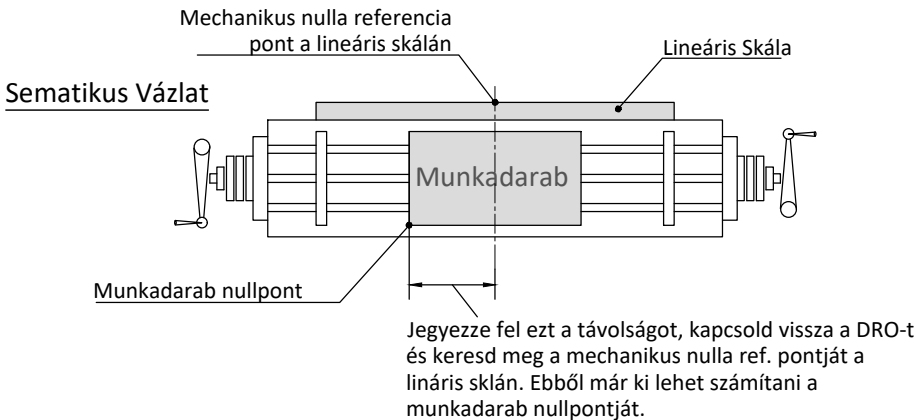 Mechanikus nulla referencia
pont a lineáris skálán
Lineáris Skála
Sematikus Vázlat
Munkadarab
Munkadarab nullpont
Jegyezze fel ezt a távolságot, kapcsold vissza a DRO-t
és keresd meg a mechanikus nulla ref. pontját a
lináris sklán. Ebből már ki lehet számítani a
munkadarab nullpontját.